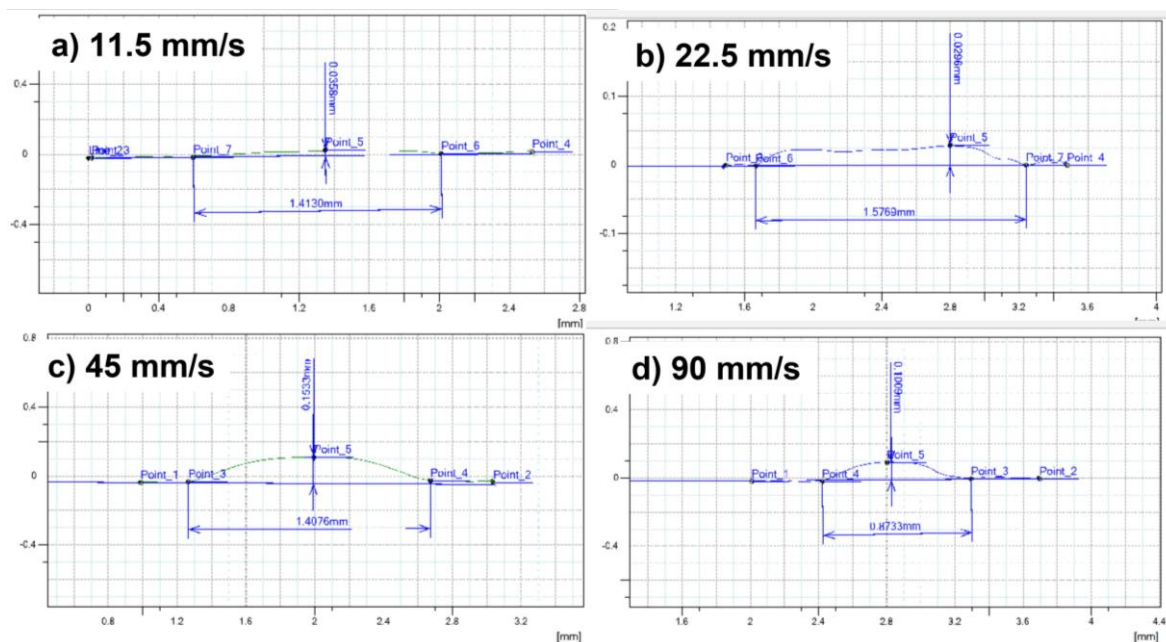 a) 11.5 mm/s
0.4
0
-0.4
0.0358mm
Point_7
Point_5
Point_6
Point_4
1.4130mm
0 0.4 0.8 1.2 1.6 2 2.4 2.8
[mm]
b) 22.5 mm/s
0.2
0.1
0
-0.1
0.0296mm
Point_5
Point_6
Point_7
Point_4
1.5769mm
1.2 1.6 2 2.4 2.8 3.2 3.6 4
[mm]
c) 45 mm/s
0.8
0.4
0
-0.4
0.1533mm
Point_5
Point_1
Point_3
Point_4
Point_2
1.4076mm
0.8 1.2 1.6 2 2.4 2.8 3.2
[mm]
d) 90 mm/s
0.8
0.4
0
-0.4
0.1009mm
Point_5
Point_1
Point_4
Point_3
Point_2
0.8733mm
1.6 2 2.4 2.8 3.2 3.6 4 4.4
[mm]